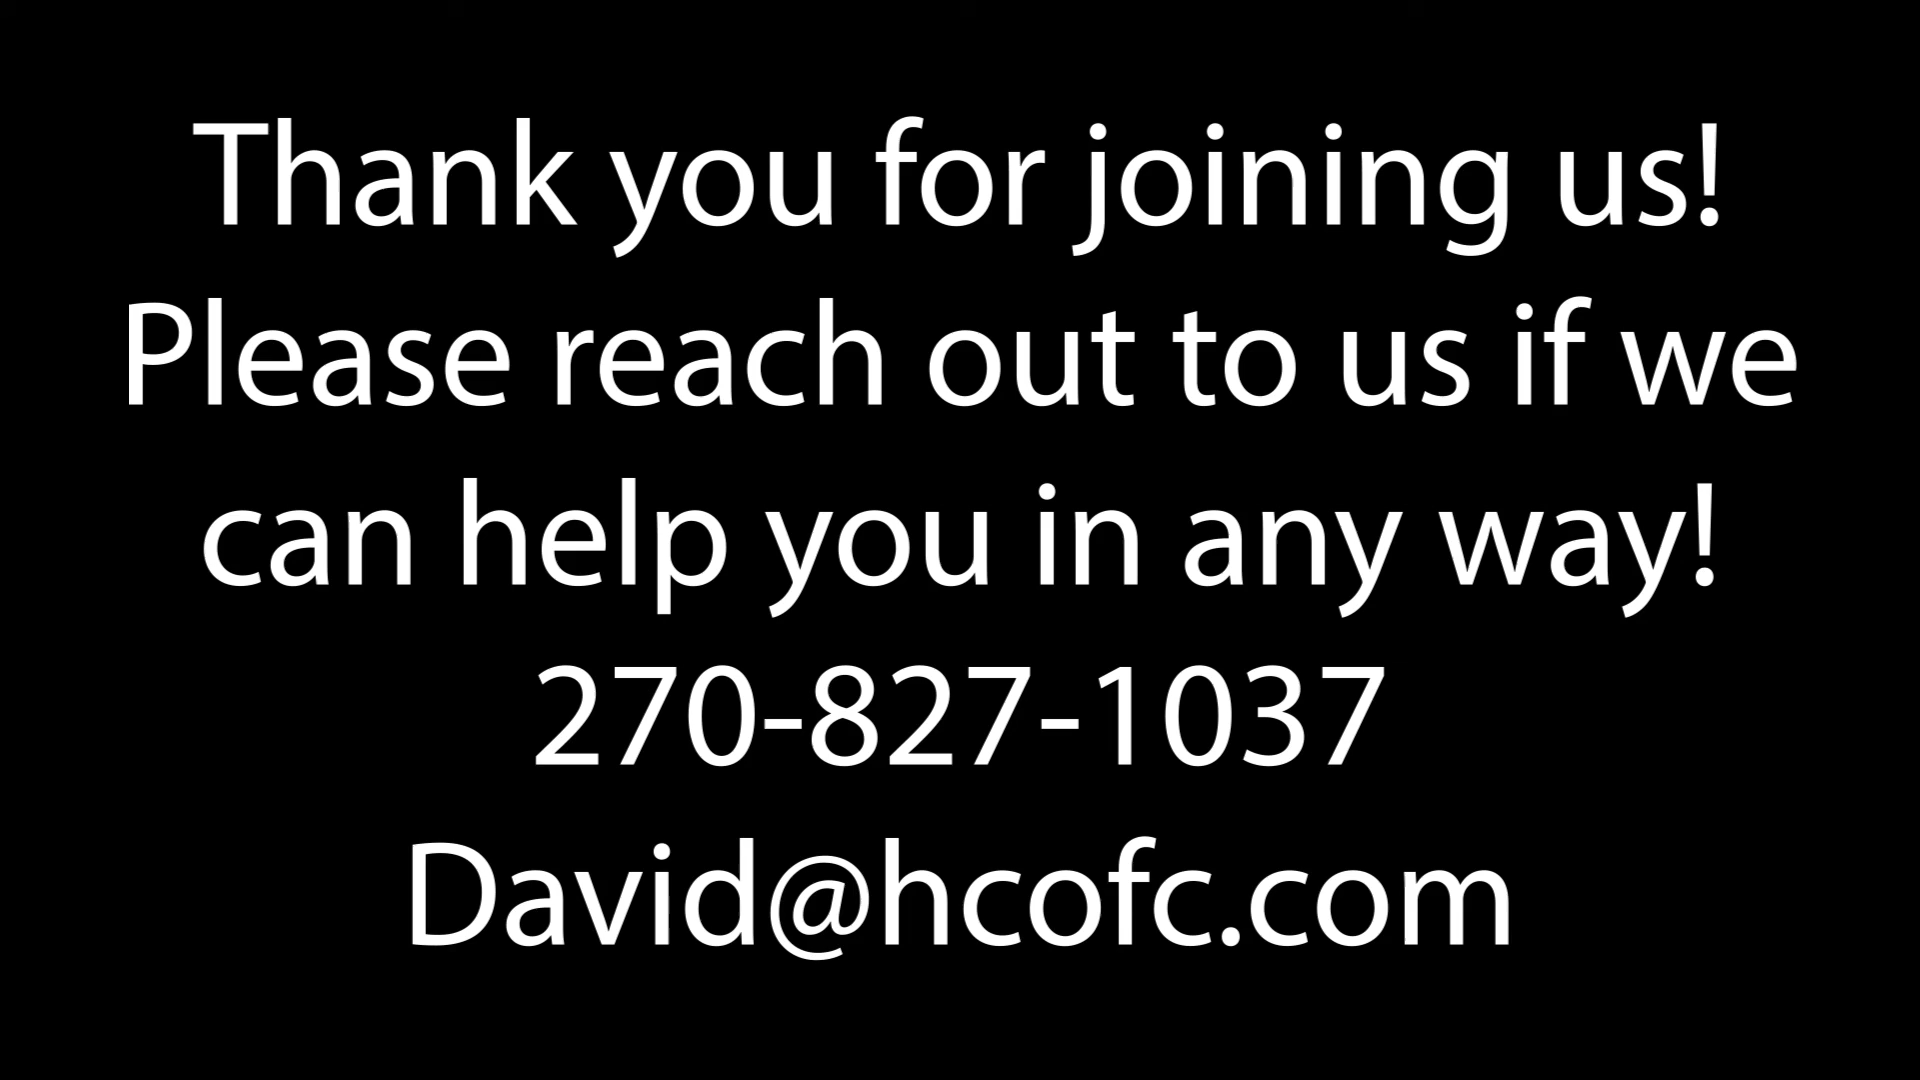 Thank you for joining us!
Please reach out to us if we
can help you in any way!
270-827-1037
David@hcofc.com